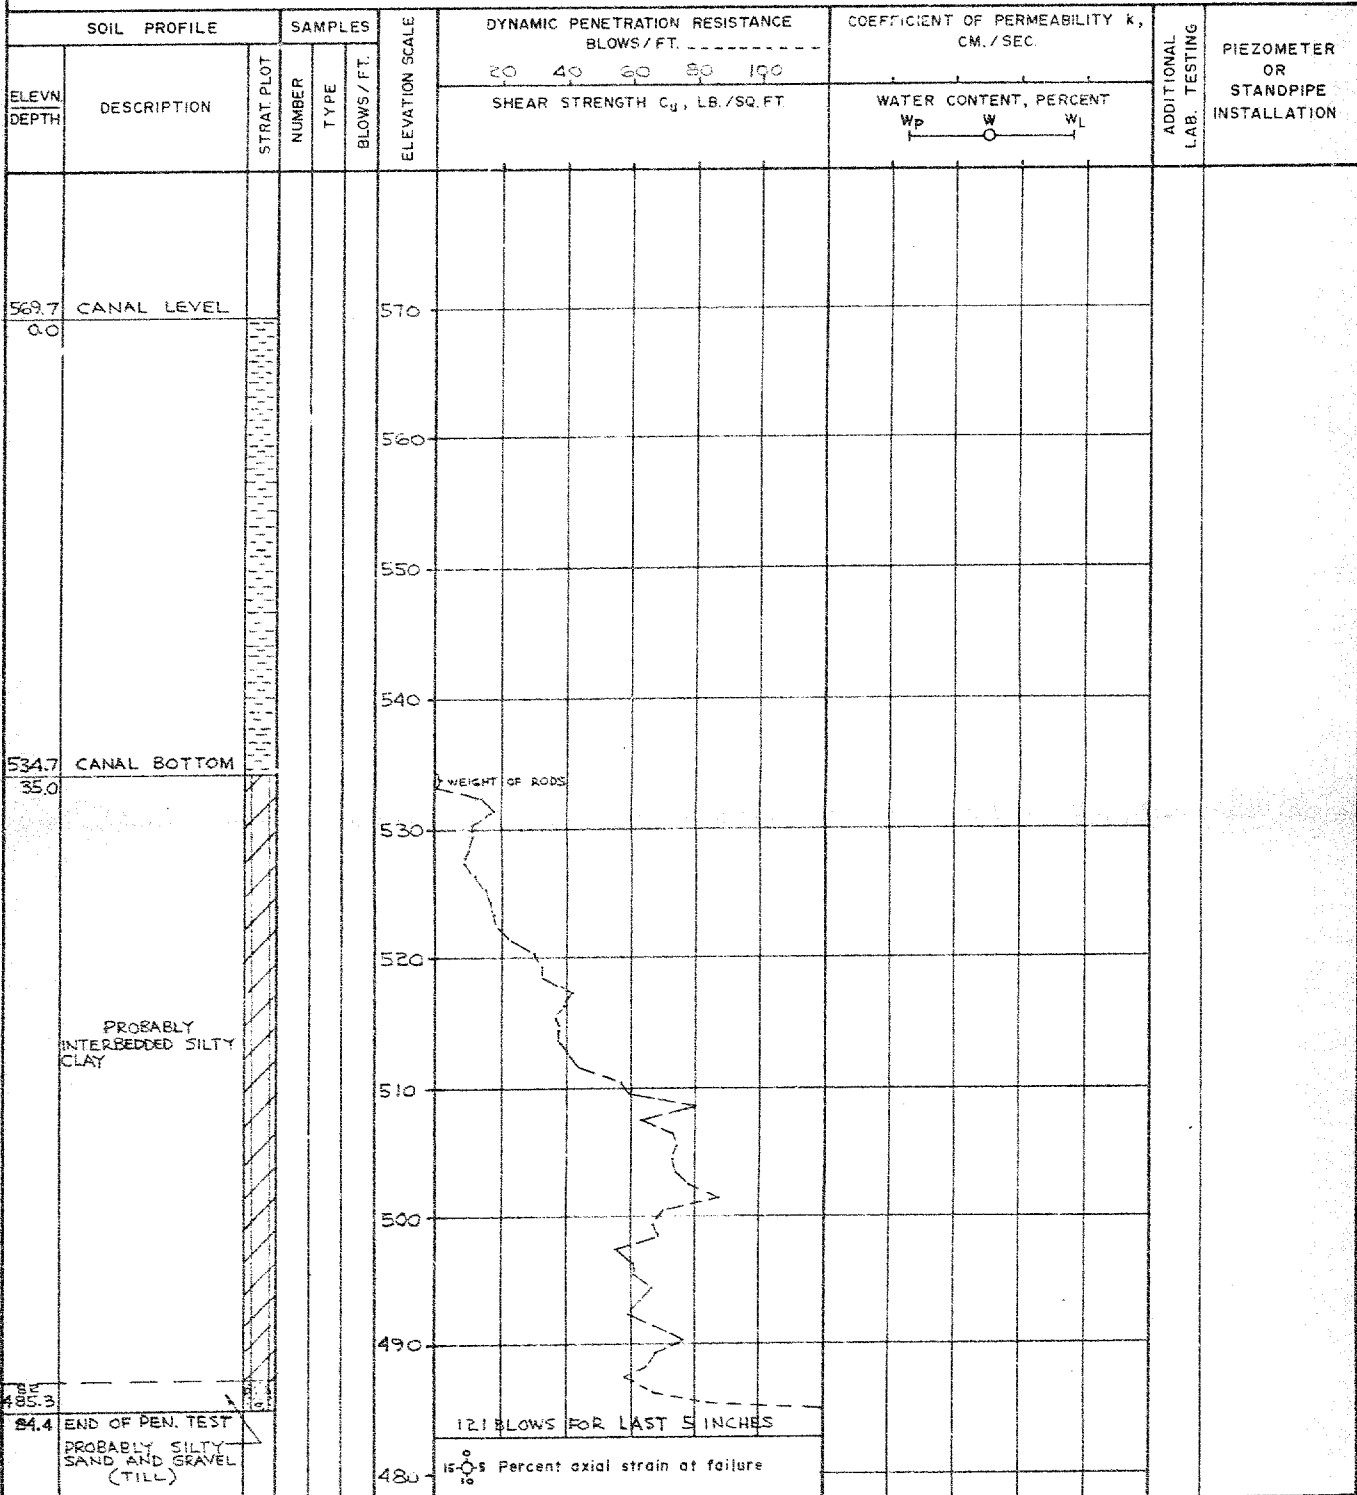 SOIL PROFILE
SAMPLES
ELEVATION SCALE
DYNAMIC PENETRATION RESISTANCE
BLOWS/FT. ----------
20 40 60 80 100
SHEAR STRENGTH Cu, LB./SQ.FT.
COEFFICIENT OF PERMEABILITY k,
CM./SEC.
WATER CONTENT, PERCENT
WP W WL
ADDITIONAL
LAB. TESTING
PIEZOMETER
OR
STANDPIPE
INSTALLATION
ELEVN
DEPTH
DESCRIPTION
STRAT. PLOT
NUMBER
TYPE
BLOWS/FT.
569.7 CANAL LEVEL
0.0
570
560
550
540
534.7 CANAL BOTTOM
35.0
WEIGHT OF RODS
530
520
PROBABLY
INTERBEDDED SILTY
CLAY
510
500
490
485.3
84.4 END OF PEN. TEST
PROBABLY SILTY
SAND AND GRAVEL
(TILL)
121 BLOWS FOR LAST 5 INCHES
480
0
15 5 Percent axial strain at failure
10